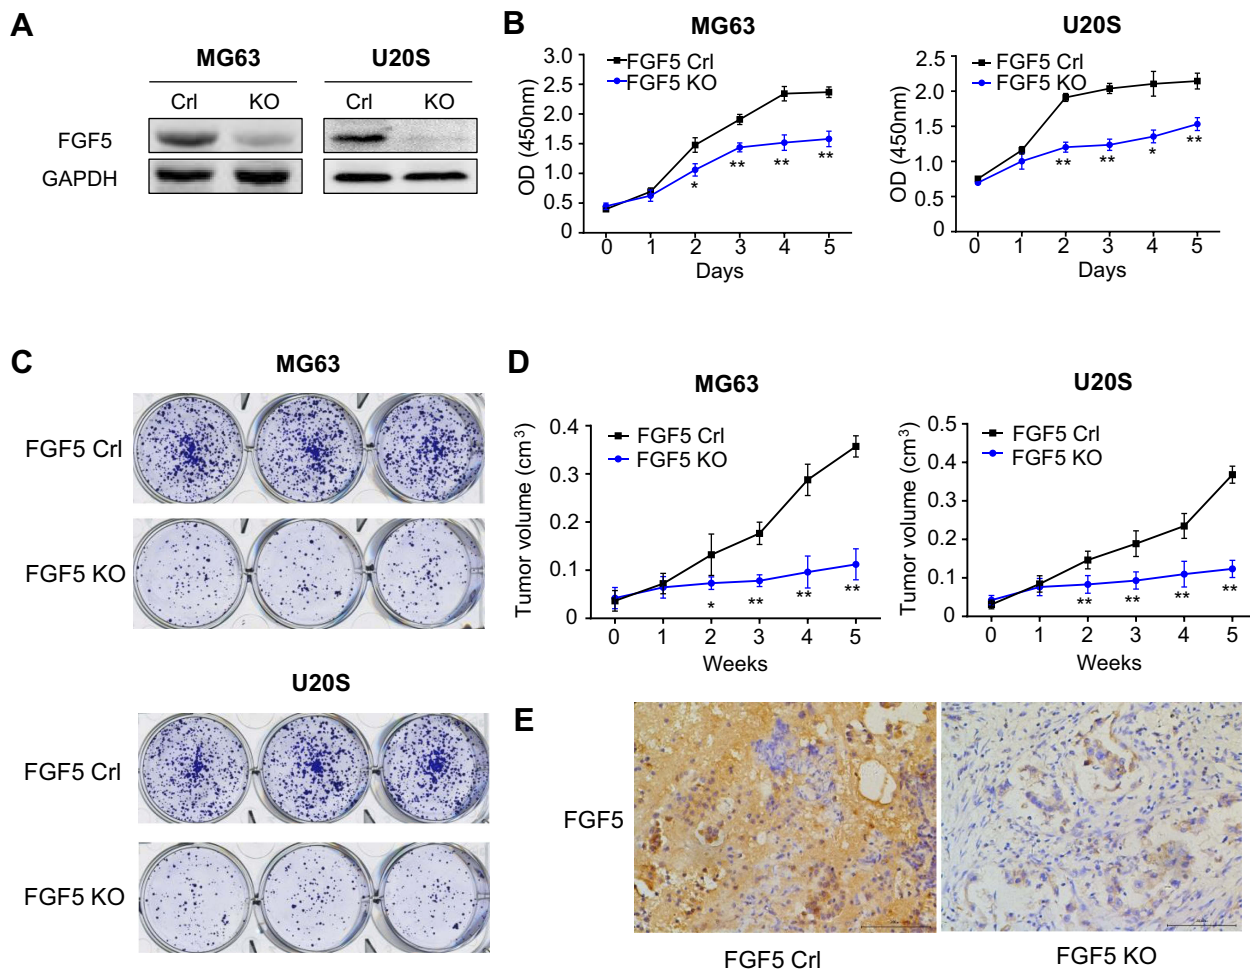 A
MG63
U20S
Crl
KO
Crl
KO
FGF5
GAPDH
B
MG63
OD (450nm)
3.0
2.5
2.0
1.5
1.0
0.5
0
FGF5 Crl
FGF5 KO
*
**
**
**
0 1 2 3 4 5
Days
U20S
OD (450nm)
2.5
2.0
1.5
1.0
0.5
0
FGF5 Crl
FGF5 KO
**
**
*
**
0 1 2 3 4 5
Days
C
MG63
FGF5 Crl
FGF5 KO
U20S
FGF5 Crl
FGF5 KO
D
MG63
Tumor volume (cm³)
0.4
0.3
0.2
0.1
0
FGF5 Crl
FGF5 KO
*
**
**
**
0 1 2 3 4 5
Weeks
U20S
Tumor volume (cm³)
0.5
0.4
0.3
0.2
0.1
0
FGF5 Crl
FGF5 KO
**
**
**
**
0 1 2 3 4 5
Weeks
E
FGF5
FGF5 Crl
FGF5 KO